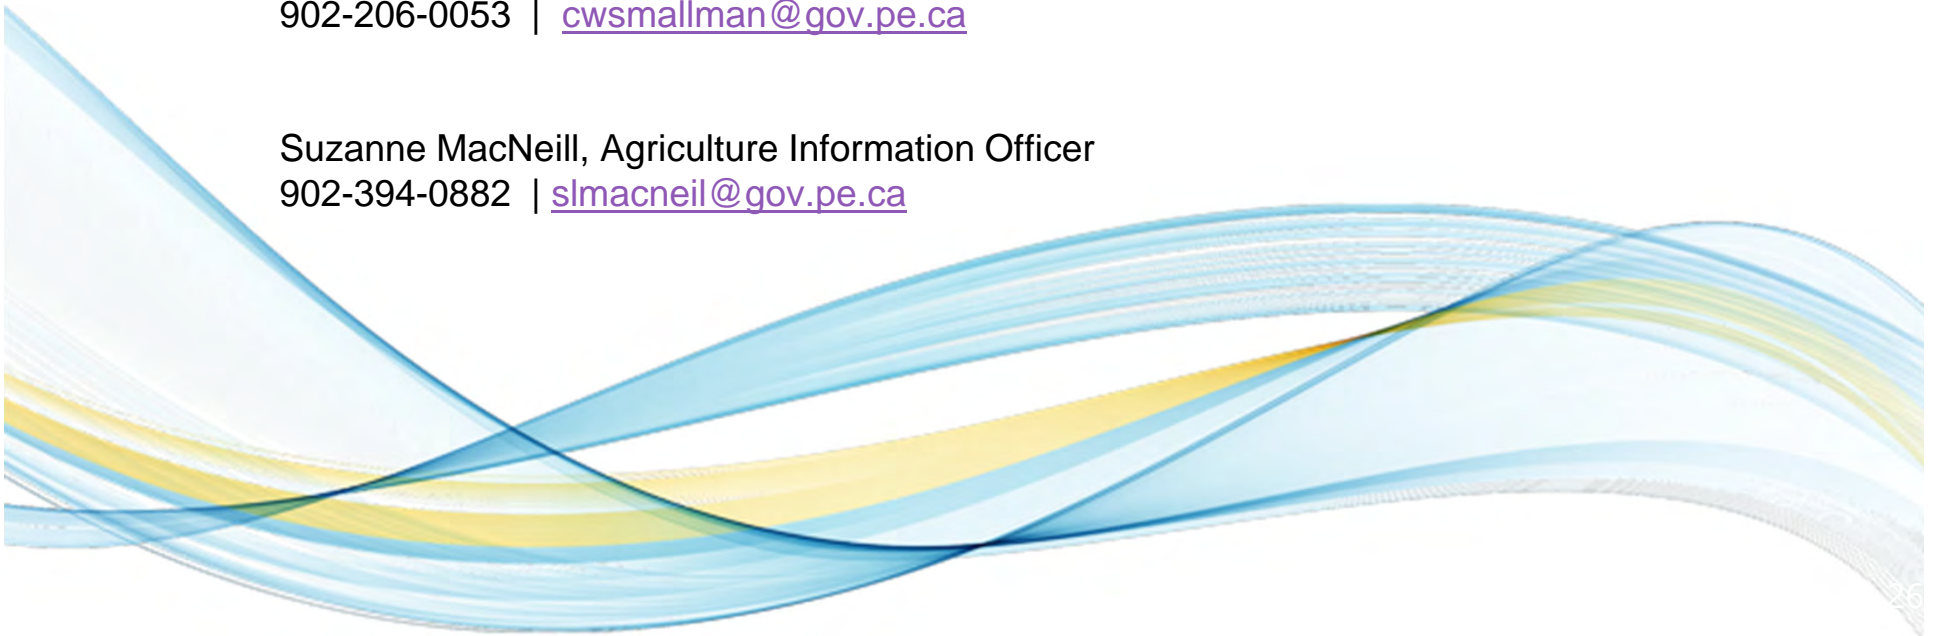 902-206-0053 | cwsmallman@gov.pe.ca
Suzanne MacNeill, Agriculture Information Officer
902-394-0882 | slmacneil@gov.pe.ca
26